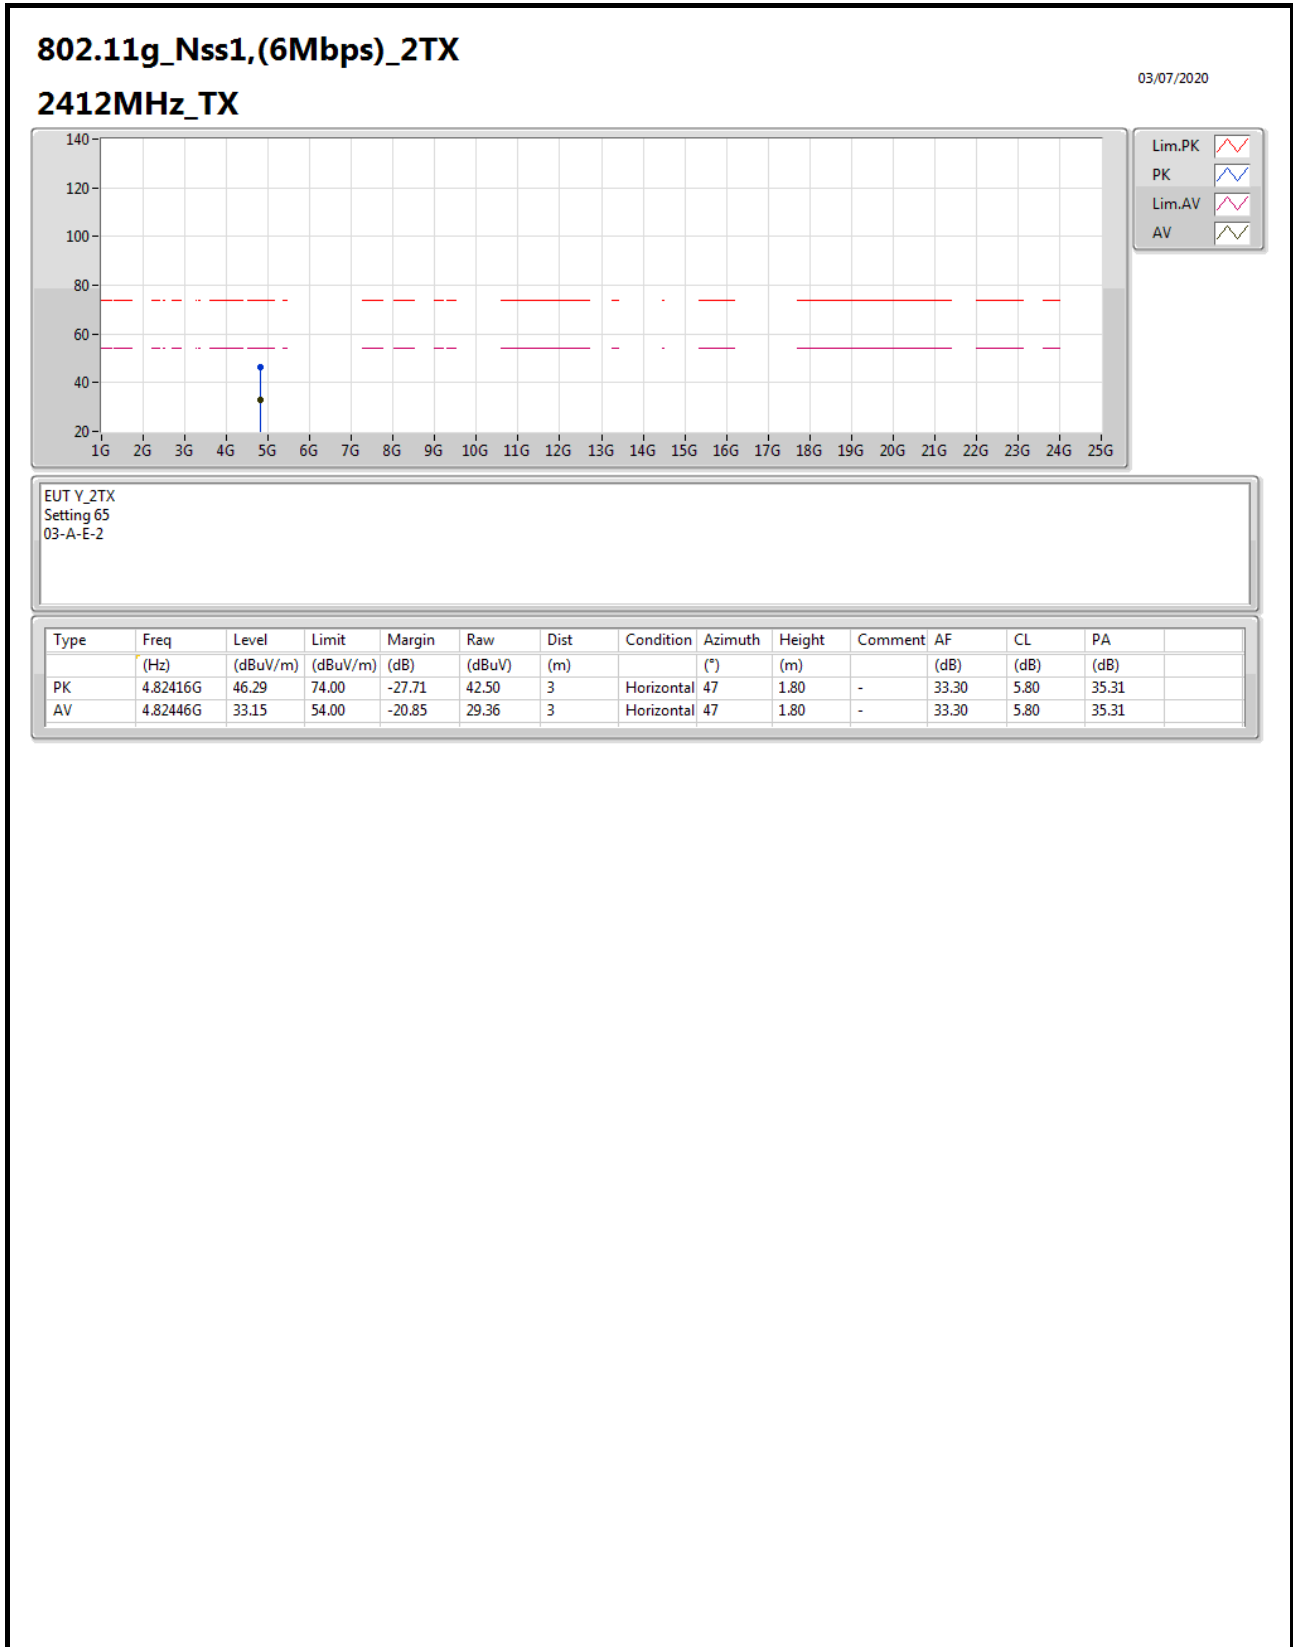 802.11g_Nss1,(6Mbps)_2TX
03/07/2020
2412MHz_TX
140
120
100
80
60
40
20
1G 2G 3G 4G 5G 6G 7G 8G 9G 10G 11G 12G 13G 14G 15G 16G 17G 18G 19G 20G 21G 22G 23G 24G 25G
Lim.PK
PK
Lim.AV
AV
EUT Y_2TX
Setting 65
03-A-E-2
Type Freq Level Limit Margin Raw Dist Condition Azimuth Height Comment AF CL PA
(Hz) (dBuV/m) (dBuV/m) (dB) (dBuV) (m) (°) (m) (dB) (dB) (dB)
PK 4.82416G 46.29 74.00 -27.71 42.50 3 Horizontal 47 1.80 - 33.30 5.80 35.31
AV 4.82446G 33.15 54.00 -20.85 29.36 3 Horizontal 47 1.80 - 33.30 5.80 35.31